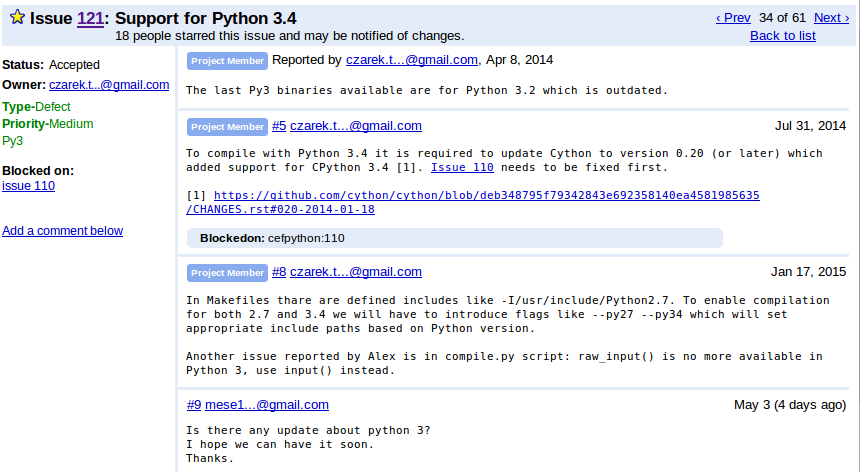 Issue 121: Support for Python 3.4
18 people starred this issue and may be notified of changes.
‹ Prev 34 of 61 Next ›
Back to list
Status: Accepted
Owner: czarek.t...@gmail.com
Type-Defect
Priority-Medium
Py3
Blocked on:
issue 110
Add a comment below
Project Member Reported by czarek.t...@gmail.com, Apr 8, 2014
The last Py3 binaries available are for Python 3.2 which is outdated.
Project Member #5 czarek.t...@gmail.com Jul 31, 2014
To compile with Python 3.4 it is required to update Cython to version 0.20 (or later) which
added support for CPython 3.4 [1]. Issue 110 needs to be fixed first.
[1] https://github.com/cython/cython/blob/deb348795f79342843e692358140ea4581985635
/CHANGES.rst#020-2014-01-18
Blockedon: cefpython:110
Project Member #8 czarek.t...@gmail.com Jan 17, 2015
In Makefiles thare are defined includes like -I/usr/include/Python2.7. To enable compilation
for both 2.7 and 3.4 we will have to introduce flags like --py27 --py34 which will set
appropriate include paths based on Python version.
Another issue reported by Alex is in compile.py script: raw_input() is no more available in
Python 3, use input() instead.
#9 mese1...@gmail.com May 3 (4 days ago)
Is there any update about python 3?
I hope we can have it soon.
Thanks.